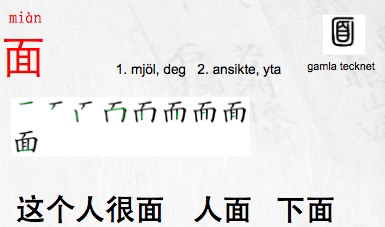 miàn
面
1. mjöl, deg 2. ansikte, yta
gamla tecknet
面
这个人很面 人面 下面